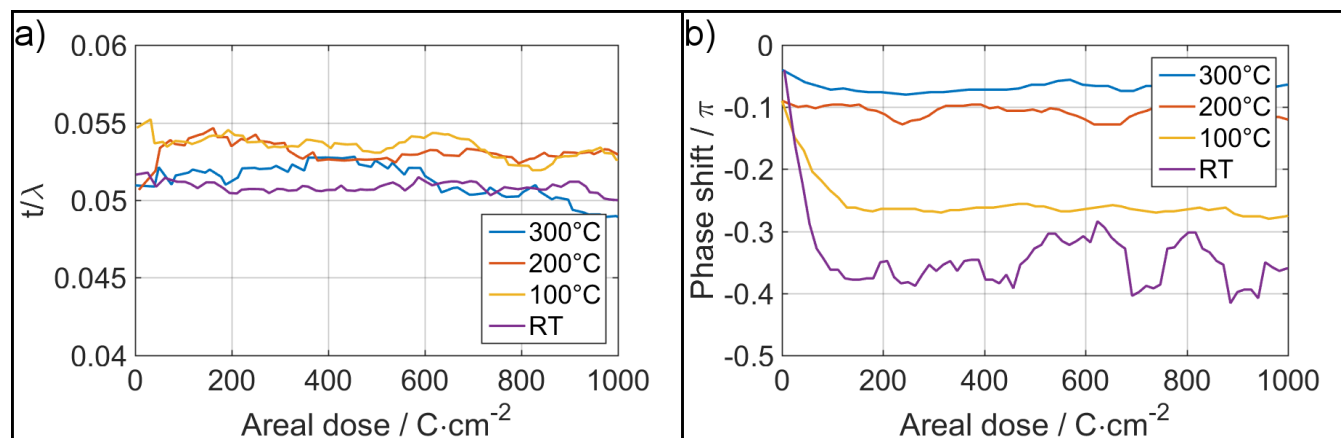 a)
t/λ
0.06
0.055
0.05
0.045
0.04
0
200
400
600
800
1000
Areal dose / C·cm-2
300°C
200°C
100°C
RT
b)
Phase shift / π
0
-0.1
-0.2
-0.3
-0.4
-0.5
0
200
400
600
800
1000
Areal dose / C·cm-2
300°C
200°C
100°C
RT